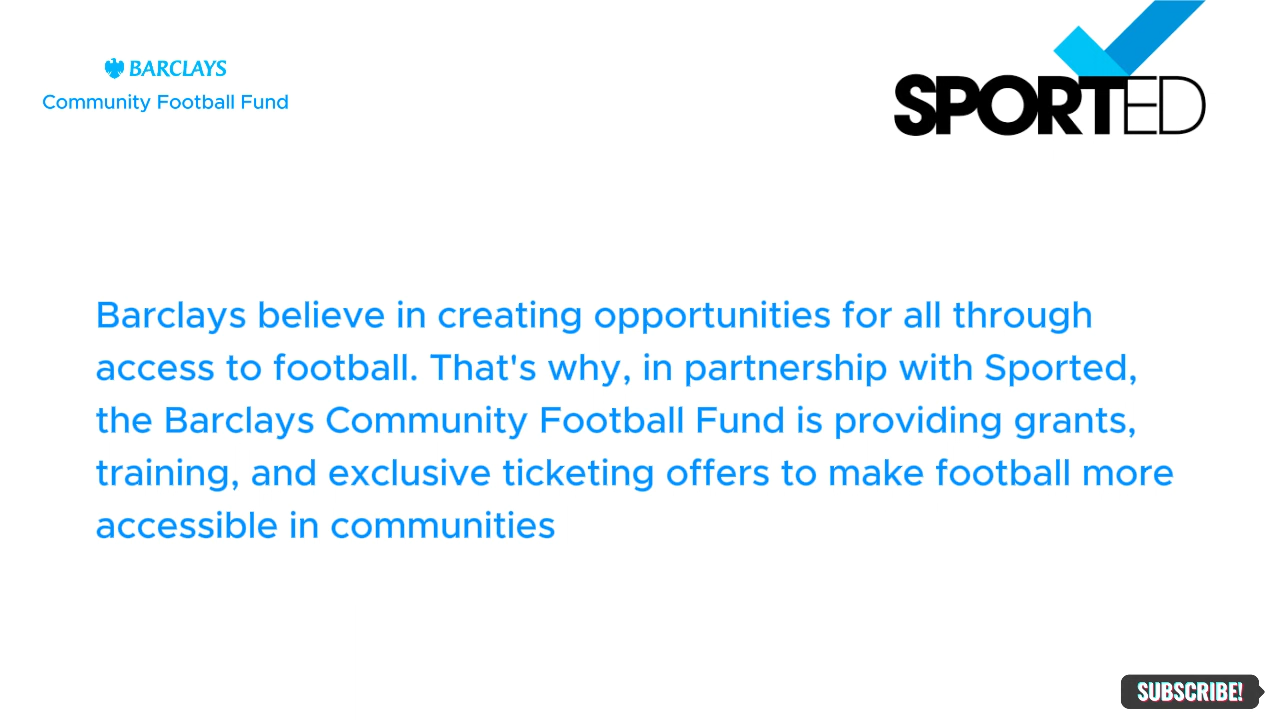 BARCLAYS
Community Football Fund
SPORTED
Barclays believe in creating opportunities for all through
access to football. That's why, in partnership with Sported,
the Barclays Community Football Fund is providing grants,
training, and exclusive ticketing offers to make football more
accessible in communities
SUBSCRIBE!